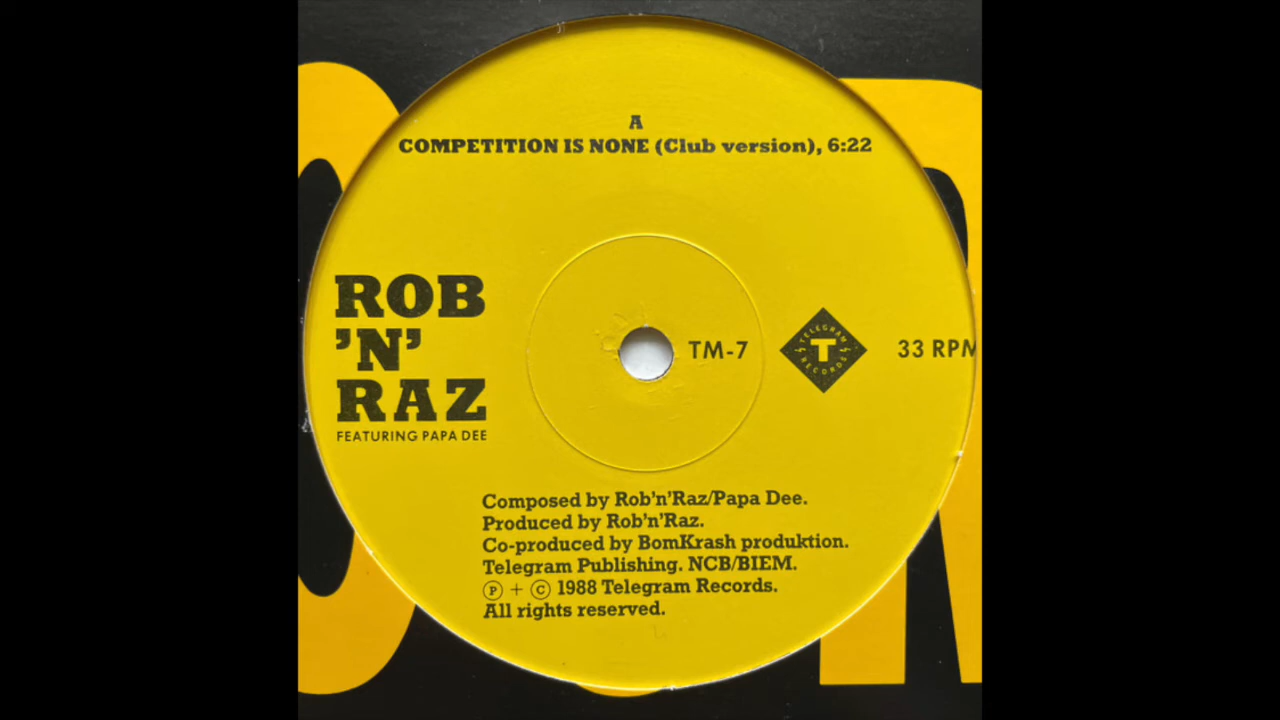 A
COMPETITION IS NONE (Club version), 6:22
ROB
'N'
RAZ
FEATURING PAPA DEE
TM-7
TELEGRAM
T
RECORDS
33 RPM
Composed by Rob'n'Raz/Papa Dee.
Produced by Rob'n'Raz.
Co-produced by BomKrash produktion.
Telegram Publishing. NCB/BIEM.
Ⓟ + © 1988 Telegram Records.
All rights reserved.